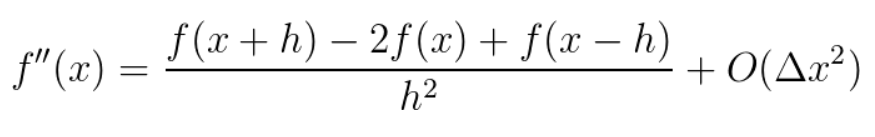 f''(x) = \frac{f(x + h) - 2f(x) + f(x - h)}{h^2} + O(\Delta x^2)